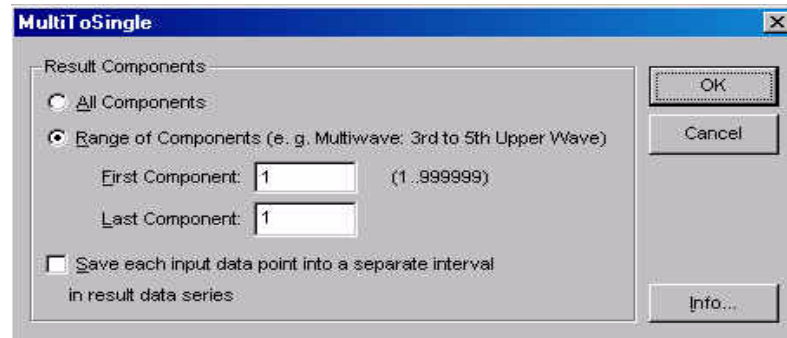 MultiToSingle
Result Components
All Components
Range of Components (e. g. Multiwave: 3rd to 5th Upper Wave)
First Component: 1 (1..999999)
Last Component: 1
Save each input data point into a separate interval
in result data series
OK
Cancel
Info...